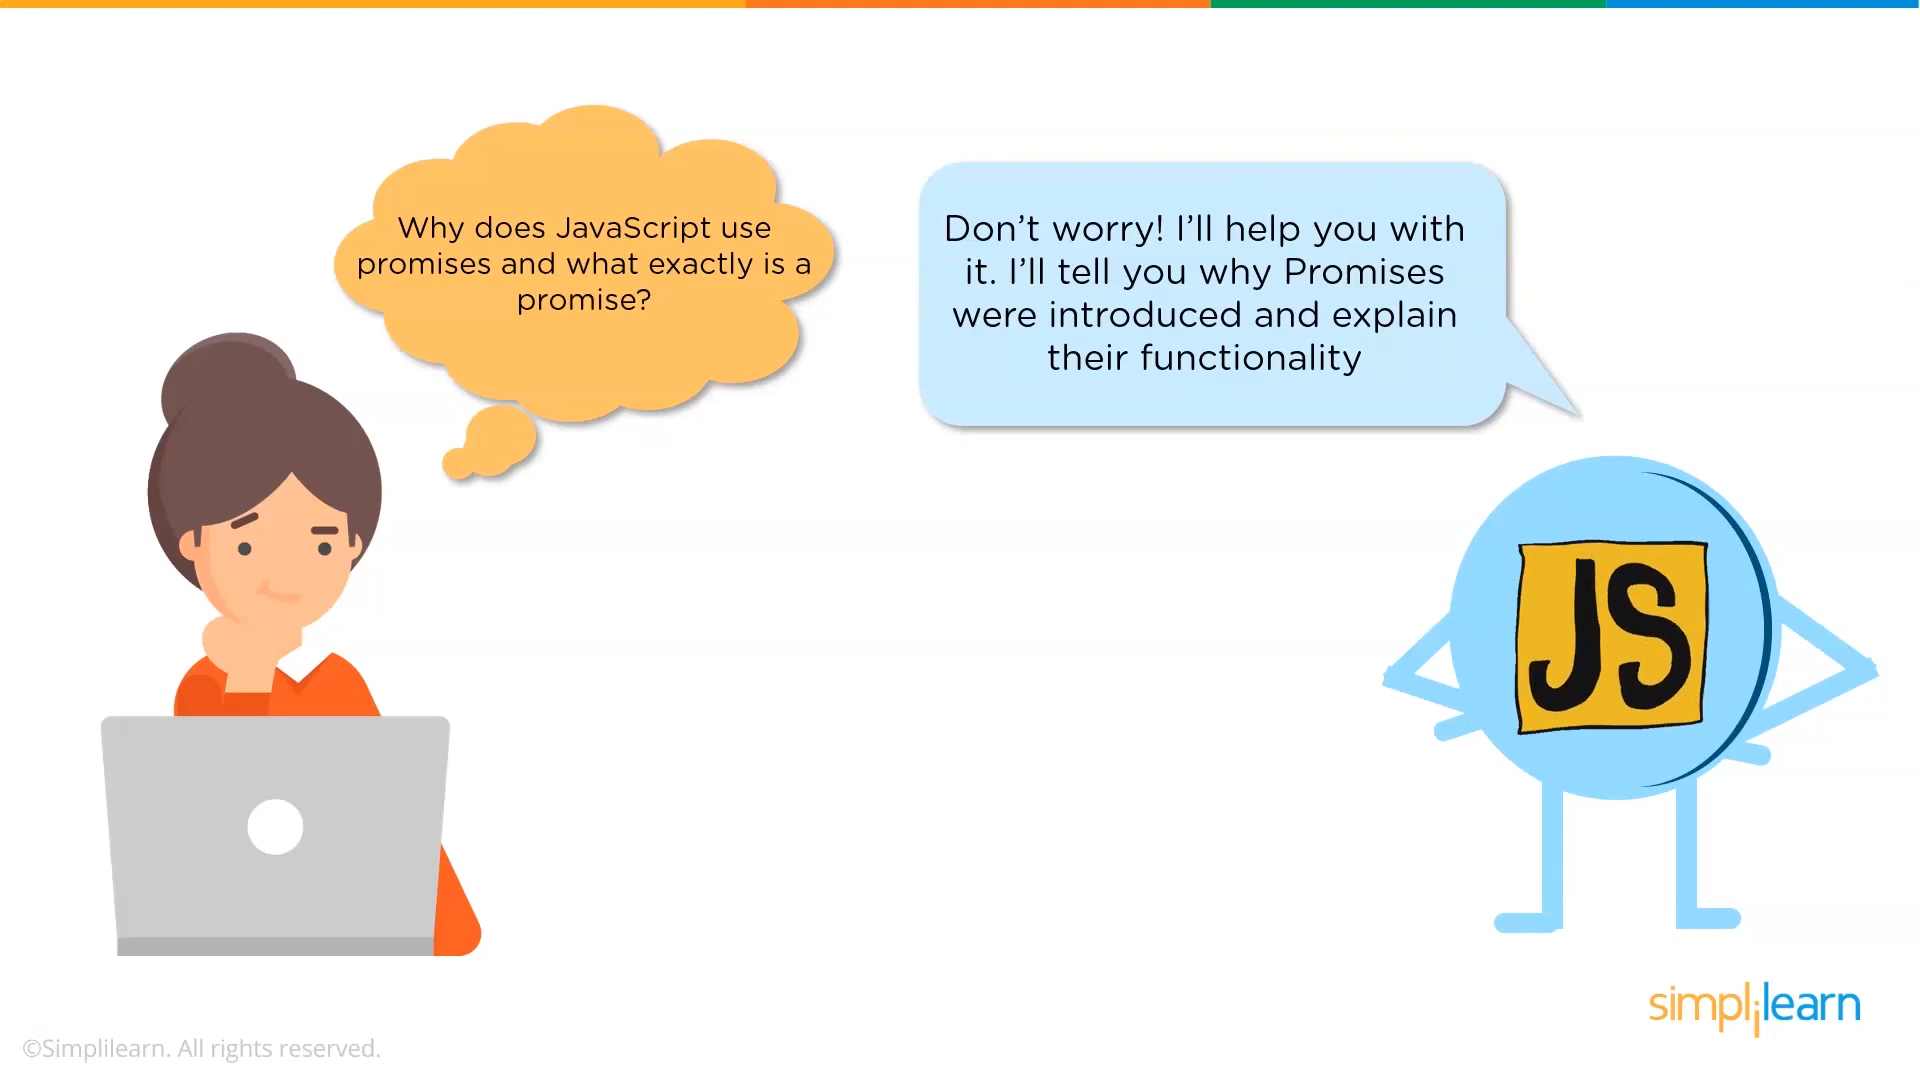 Why does JavaScript use
promises and what exactly is a
promise?
Don’t worry! I’ll help you with
it. I’ll tell you why Promises
were introduced and explain
their functionality
JS
simplilearn
©Simplilearn. All rights reserved.